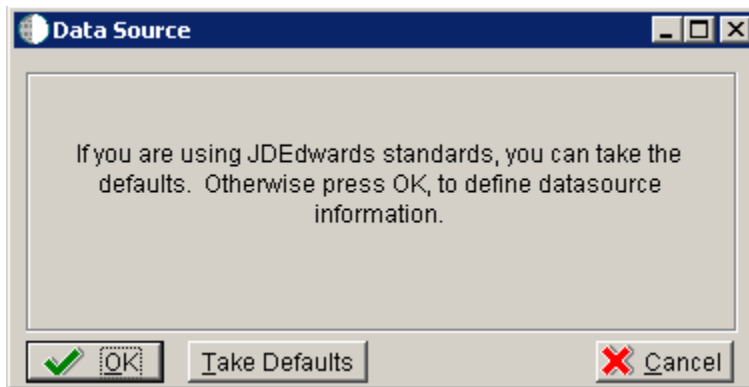 Data Source
If you are using JDEdwards standards, you can take the
defaults.  Otherwise press OK, to define datasource
information.
OK
Take Defaults
Cancel